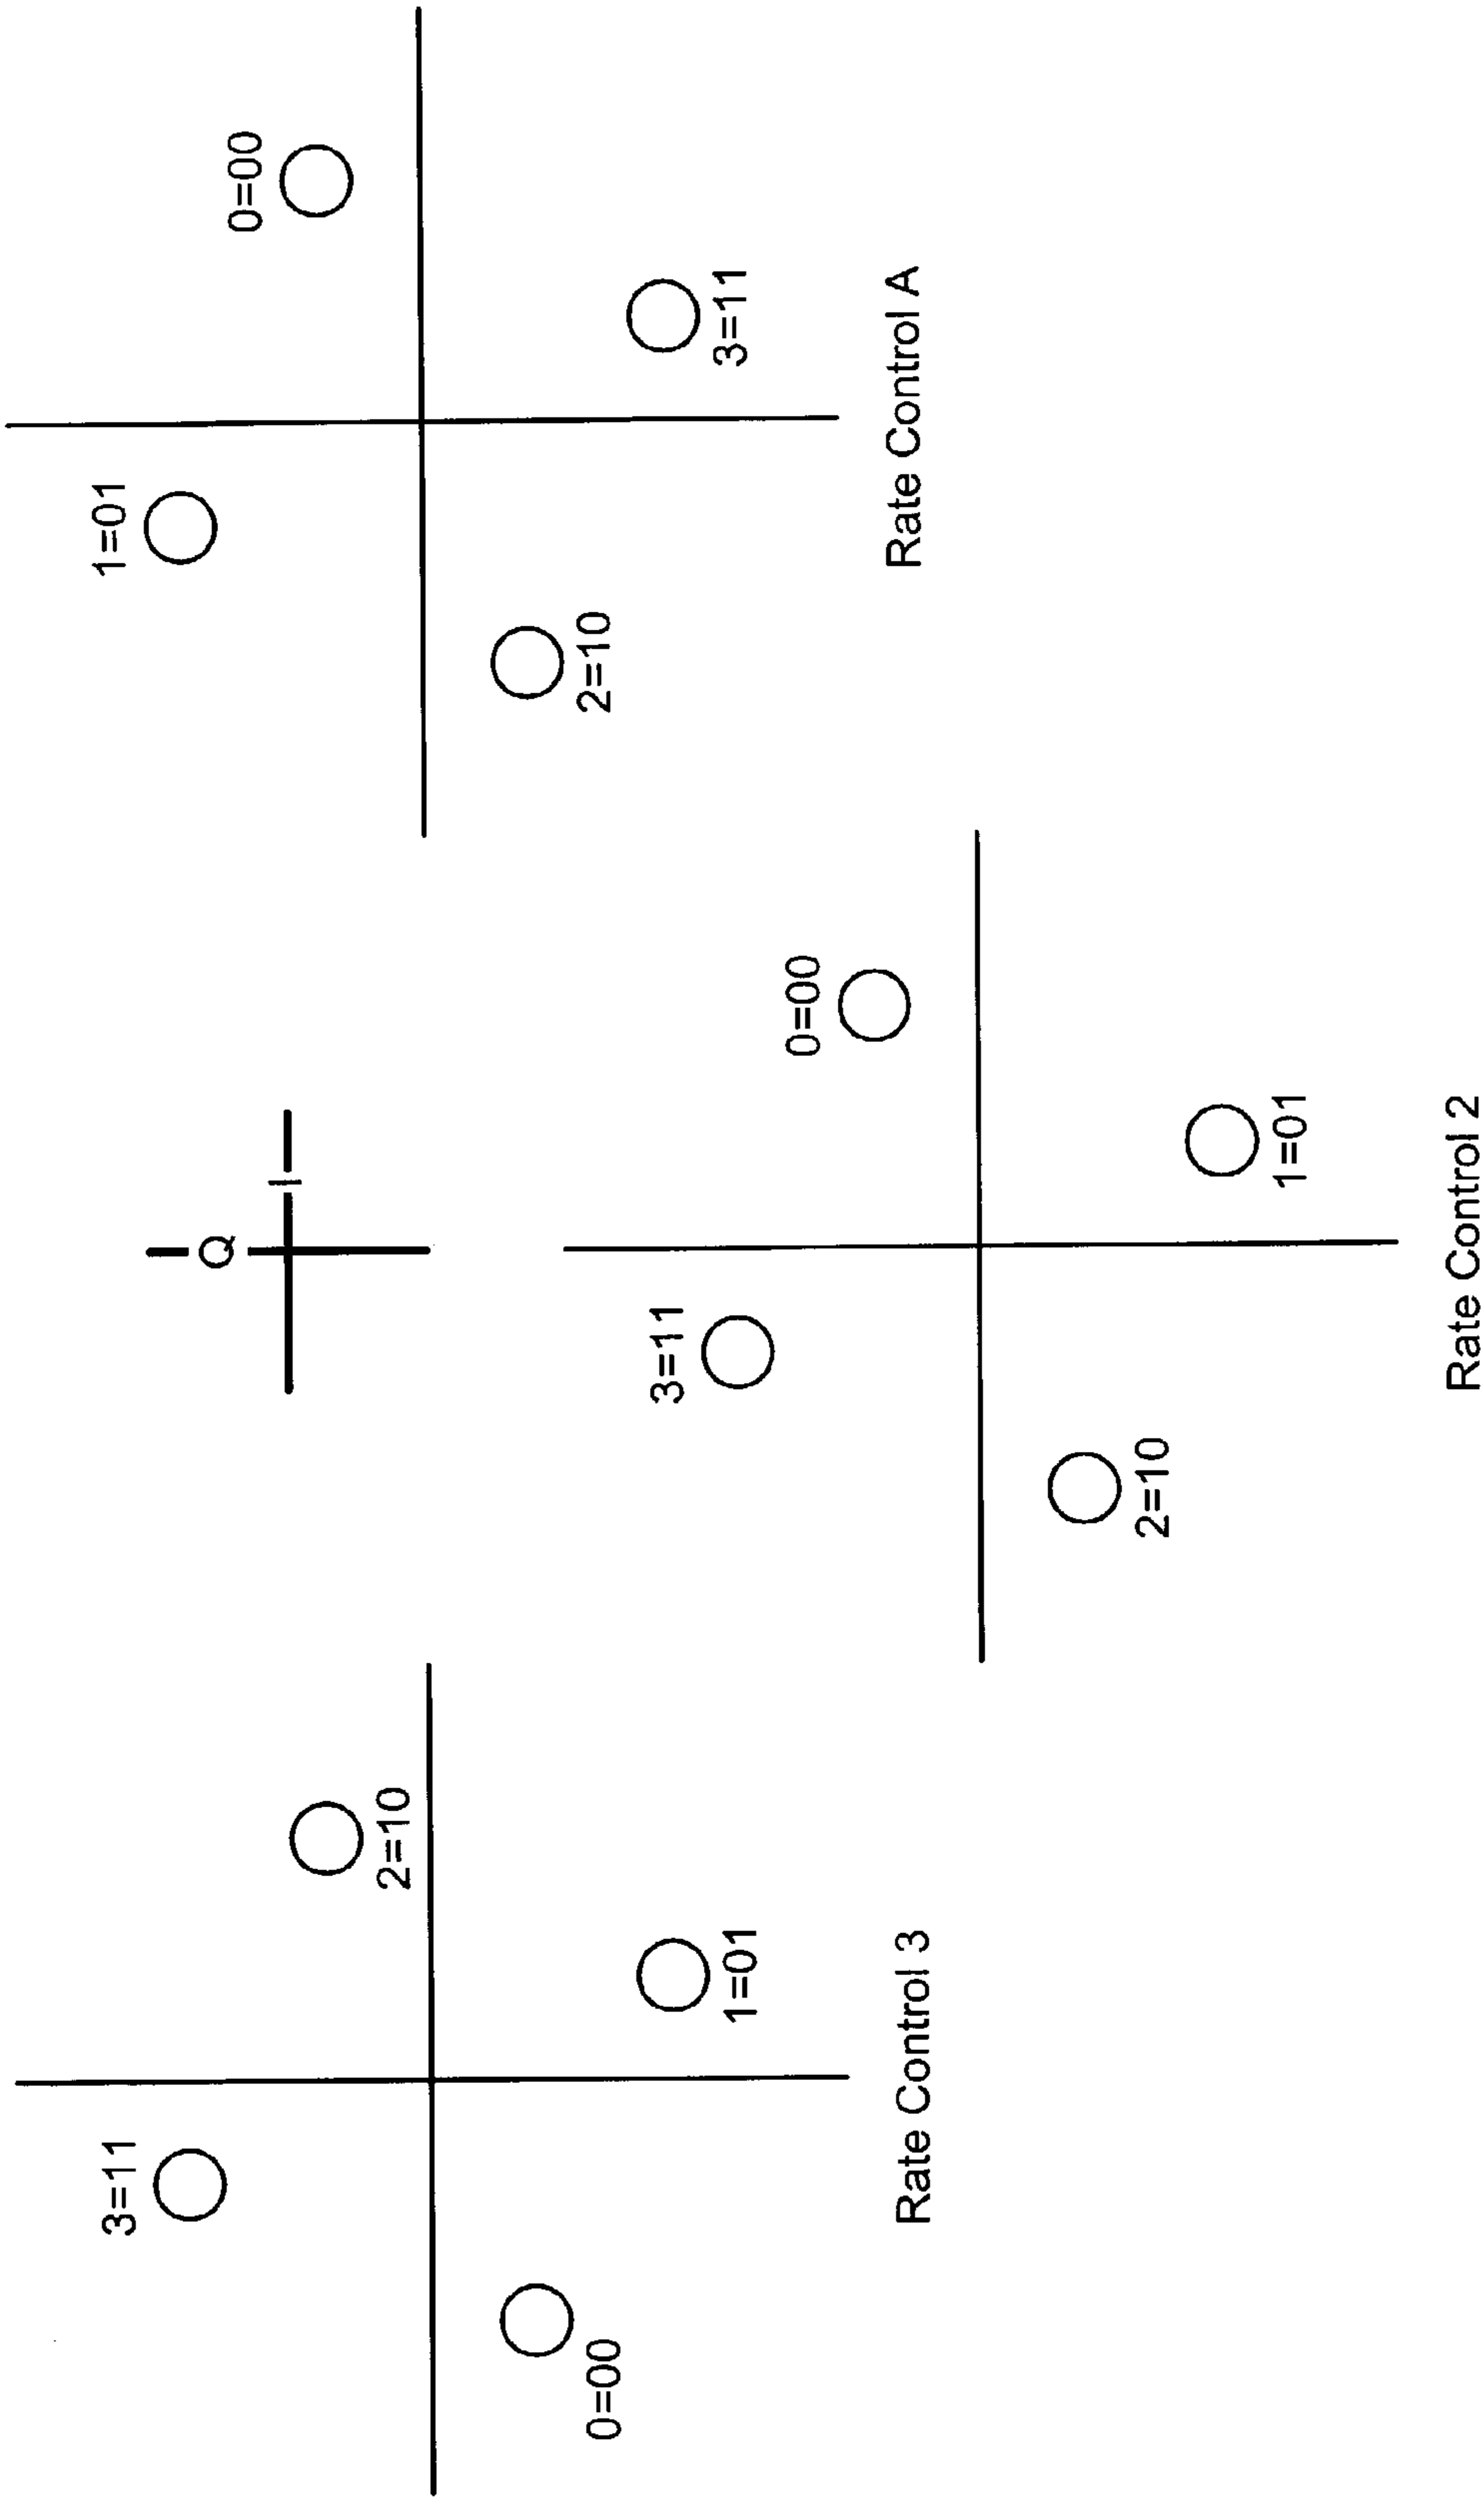 3=11
2=10
0=00
1=01
Rate Control 3
Q
I
3=11
0=00
2=10
1=01
Rate Control 2
1=01
0=00
2=10
3=11
Rate Control A